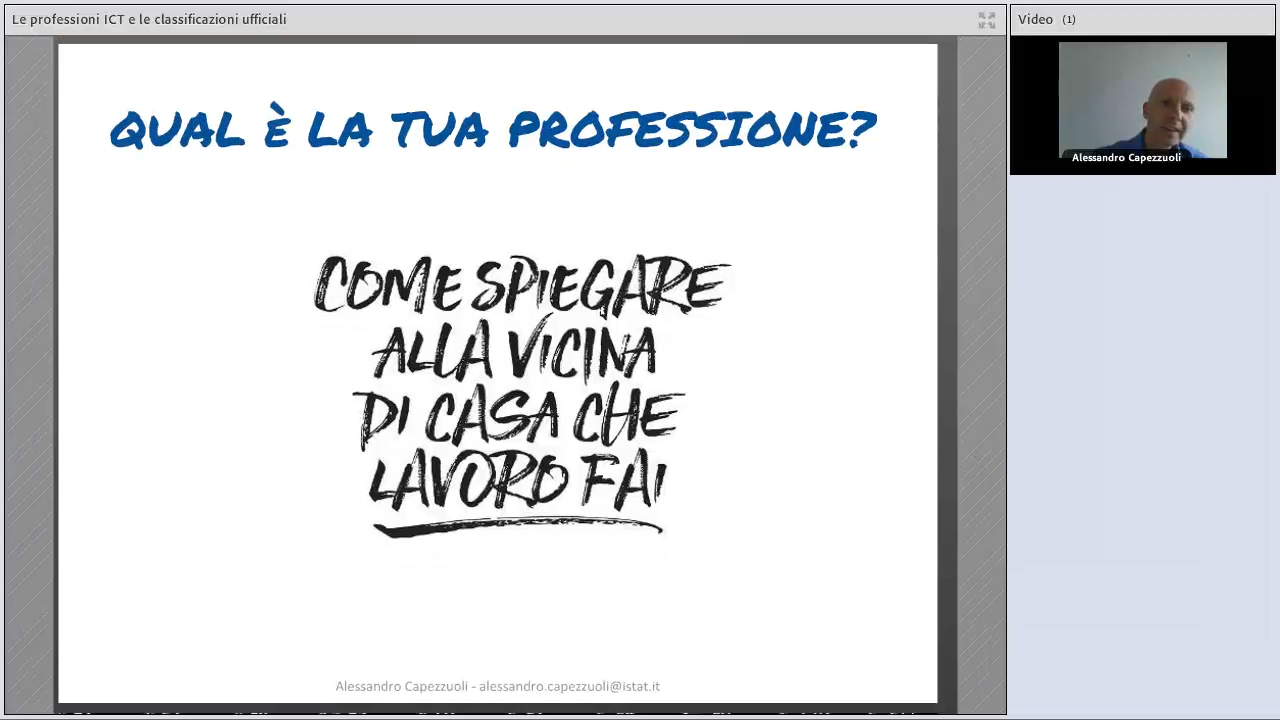 Le professioni ICT e le classificazioni ufficiali
Video (1)
Alessandro Capezzuoli
QUAL È LA TUA PROFESSIONE?
COME SPIEGARE
ALLA VICINA
DI CASA CHE
LAVORO FAI
Alessandro Capezzuoli - alessandro.capezzuoli@istat.it